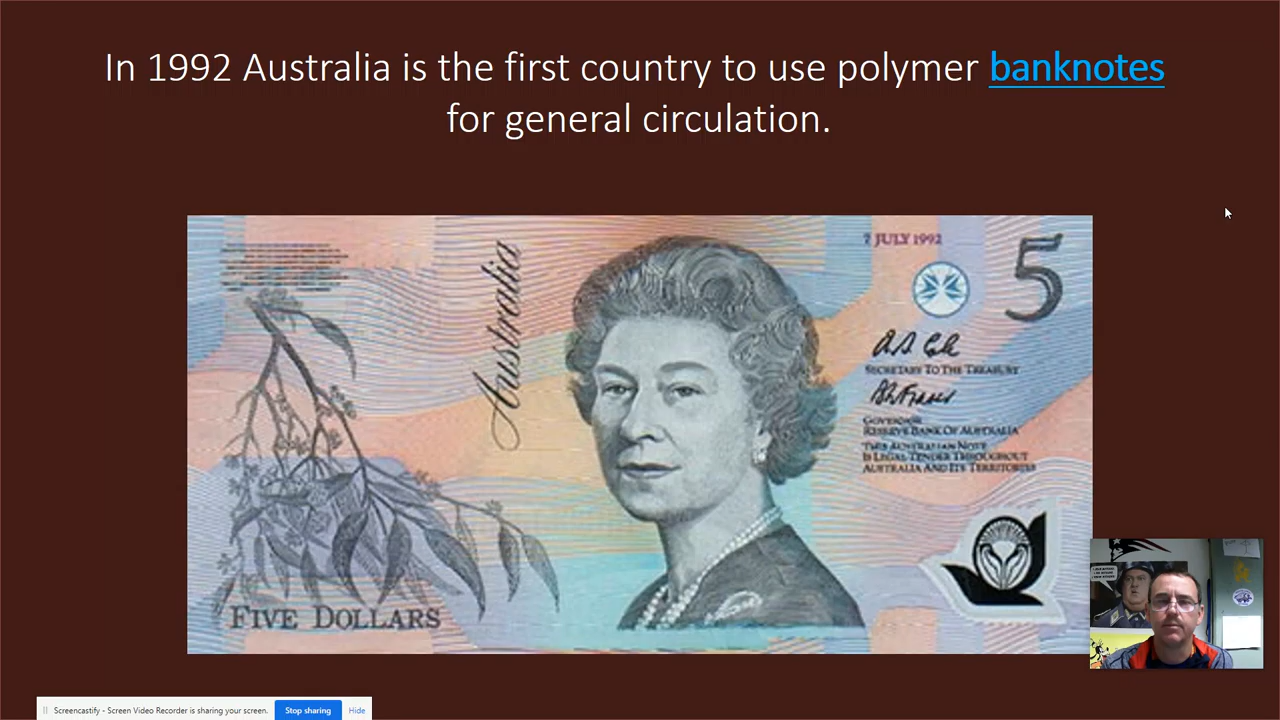 In 1992 Australia is the first country to use polymer banknotes
for general circulation.
Australia
7 JULY 1992
5
SECRETARY TO THE TREASURY
GOVERNOR
RESERVE BANK OF AUSTRALIA
THIS AUSTRALIAN NOTE
IS LEGAL TENDER THROUGHOUT
AUSTRALIA AND ITS TERRITORIES
FIVE DOLLARS
Screencastify - Screen Video Recorder is sharing your screen.
Stop sharing
Hide